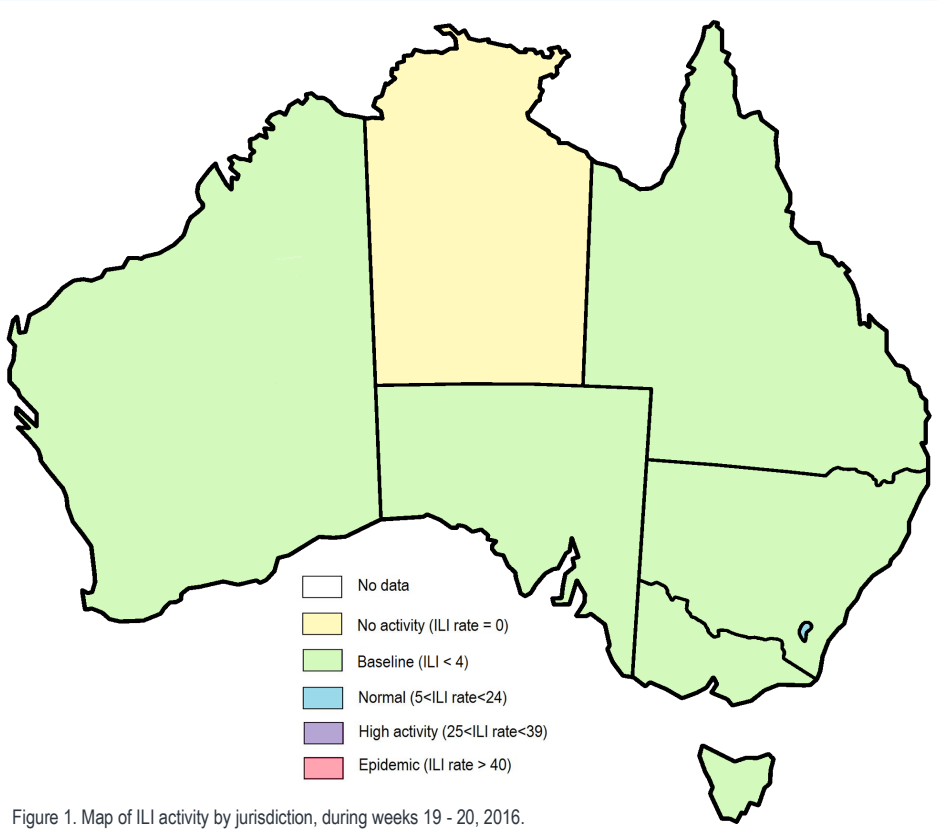 No data
No activity (ILI rate = 0)
Baseline (ILI < 4)
Normal (5<ILI rate<24)
High activity (25<ILI rate<39)
Epidemic (ILI rate > 40)
Figure 1. Map of ILI activity by jurisdiction, during weeks 19 - 20, 2016.